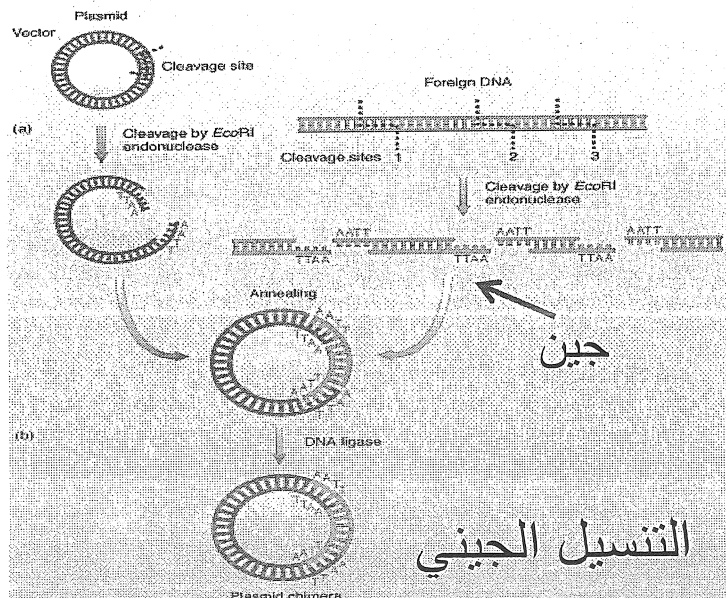 Plasmid
Vector
Cleavage site
Foreign DNA
(a)
Cleavage by EcoRI
endonuclease
Cleavage sites 1 2 3
Cleavage by EcoRI
endonuclease
AATT AATT AATT
TTAA TTAA TTAA
Annealing
جين
TTAA
(b)
DNA ligase
التنسيل الجيني
Plasmid chimera